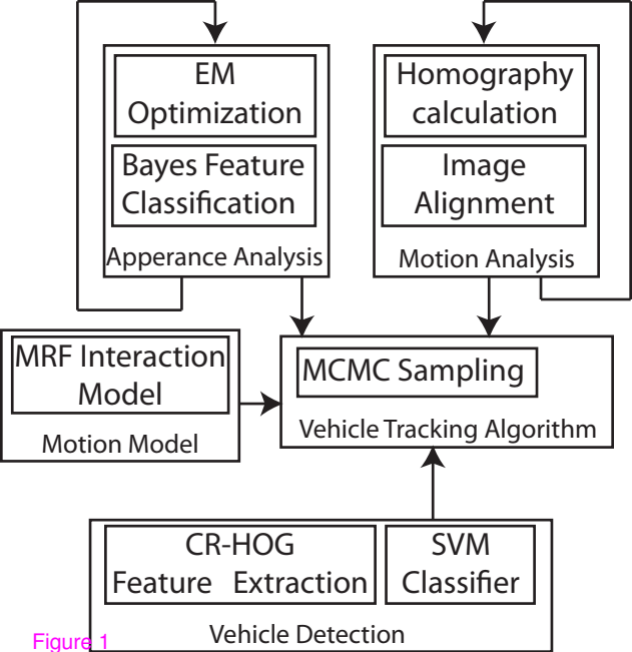 EM
Optimization
Bayes Feature
Classification
Apperance Analysis
Homography
calculation
Image
Alignment
Motion Analysis
MRF Interaction
Model
Motion Model
MCMC Sampling
Vehicle Tracking Algorithm
CR-HOG
Feature Extraction
SVM
Classifier
Vehicle Detection
Figure 1